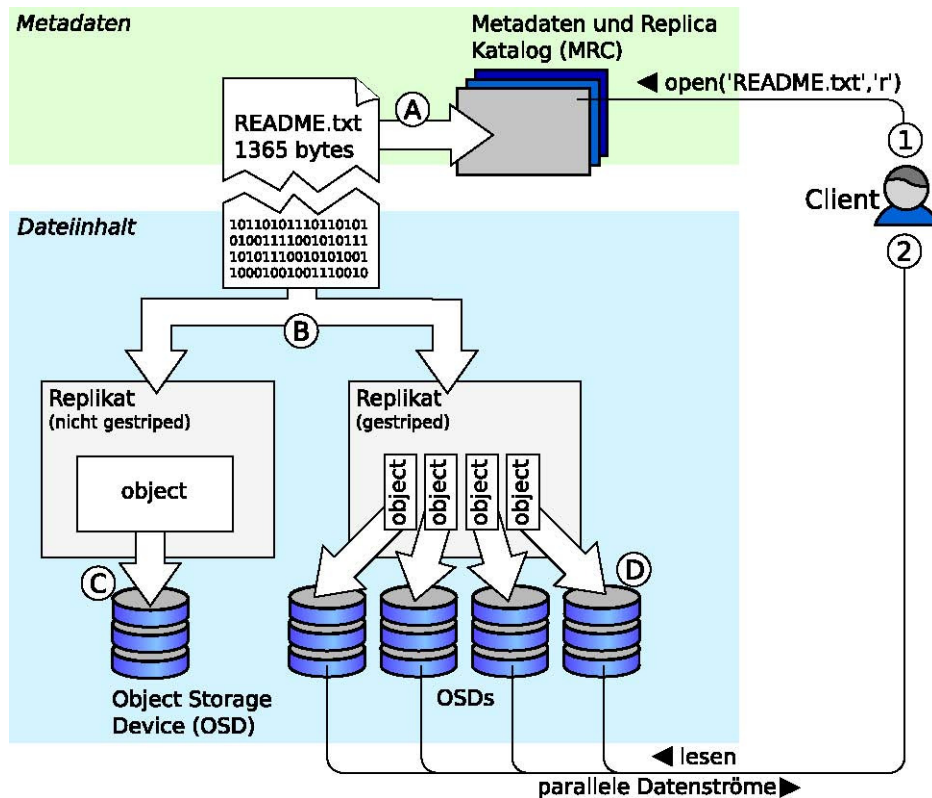 Metadaten
Metadaten und Replica
Katalog (MRC)
◄ open('README.txt','r')
README.txt
1365 bytes
A
1
Client
2
Dateiinhalt
10110101110110101
01001111001010111
10101110010101001
10001001001110010
B
Replikat
(nicht gestriped)
object
Replikat
(gestriped)
object
object
object
object
C
D
Object Storage
Device (OSD)
OSDs
◄ lesen
parallele Datenströme ►